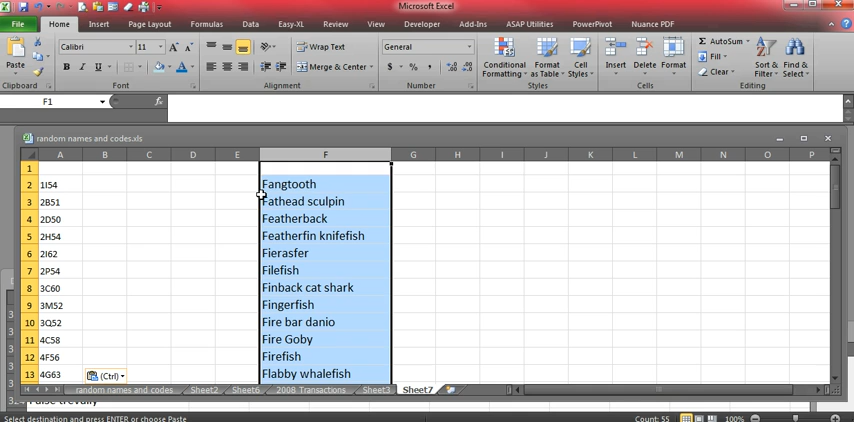 Microsoft Excel
File Home Insert Page Layout Formulas Data Easy-XL Review View Developer Add-Ins ASAP Utilities PowerPivot Nuance PDF
Paste
Calibri 11
B I U
Wrap Text
Merge & Center
General
$ % ,
Conditional Formatting
Format as Table
Cell Styles
Insert Delete Format
Σ AutoSum
Fill
Clear
Sort & Filter
Find & Select
Clipboard Font Alignment Number Styles Cells Editing
F1 fx
random names and codes.xls
A B C D E F G H I J K L M N O P
1
2 1I54 Fangtooth
3 2B51 Fathead sculpin
4 2D50 Featherback
5 2H54 Featherfin knifefish
6 2I62 Fierasfer
7 2P54 Filefish
8 3C60 Finback cat shark
9 3M52 Fingerfish
10 3Q52 Fire bar danio
11 4C58 Fire Goby
12 4F56 Firefish
13 4G63 (Ctrl) Flabby whalefish
random names and codes Sheet2 Sheet6 2008 Transactions Sheet3 Sheet7
False trevally
Select destination and press ENTER or choose Paste Count: 55 100%